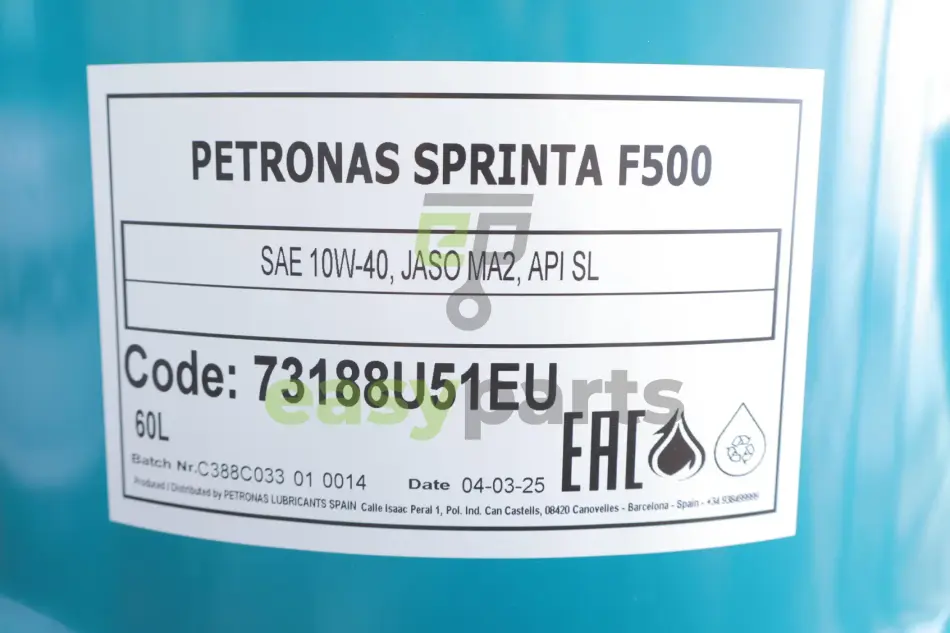 PETRONAS SPRINTA F500
SAE 10W-40, JASO MA2, API SL
Code: 73188U51EU
60L
EAC
Batch Nr.C388C033 01 0014
Date 04-03-25
Produced / Distributed by PETRONAS LUBRICANTS SPAIN Calle Isaac Peral 1, Pol. Ind. Can Castells, 08420 Canovelles - Barcelona - Spain - +34 938499999
easyparts